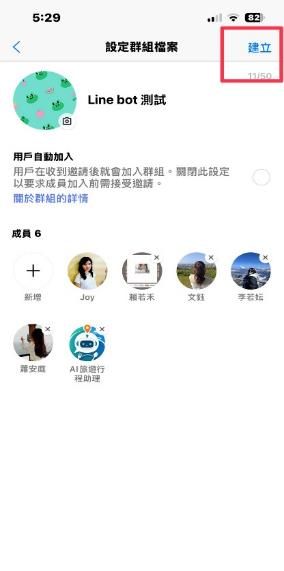 5:29
82
設定群組檔案
建立
11/50
Line bot 測試
用戶自動加入
用戶在收到邀請後就會加入群組。關閉此設定
以要求成員加入前需接受邀請。
關於群組的詳情
成員 6
新增
Joy
賴若禾
文鈺
李若妘
蕭安庭
AI旅遊行
程助理